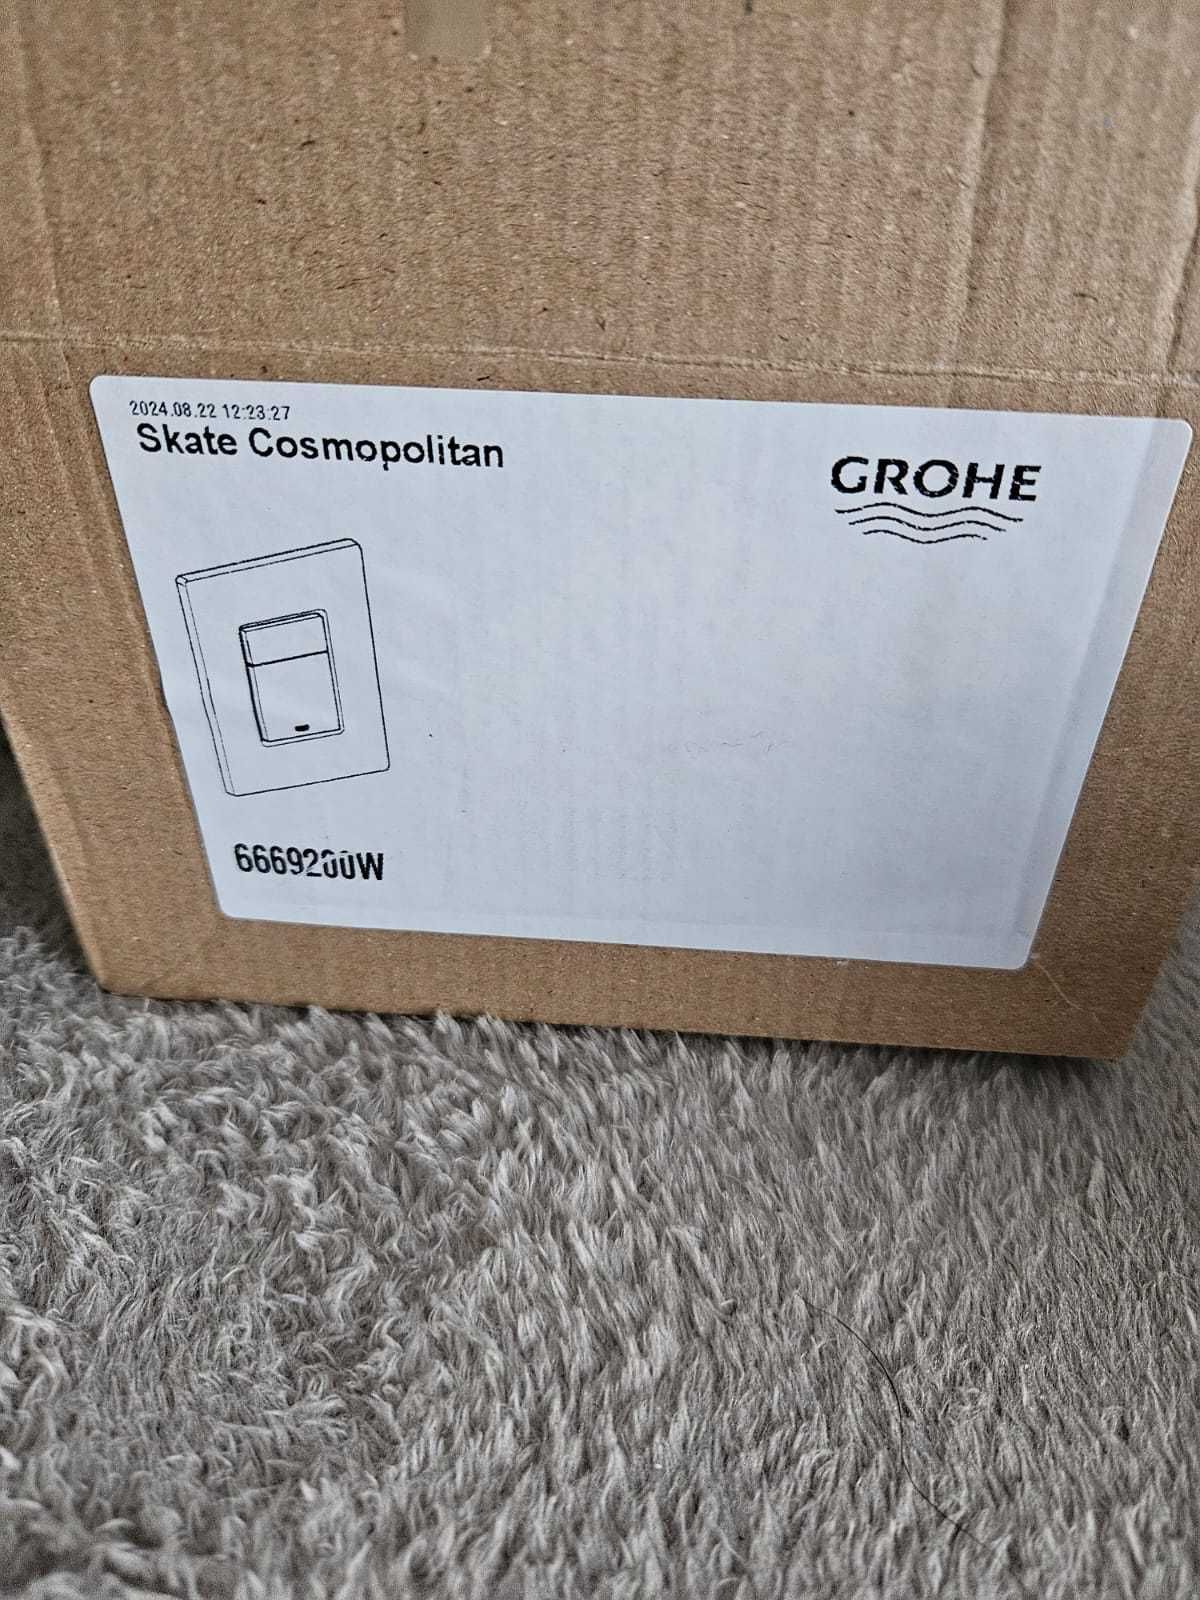 2024.08.22 12:23:27
Skate Cosmopolitan
GROHE
6669200W